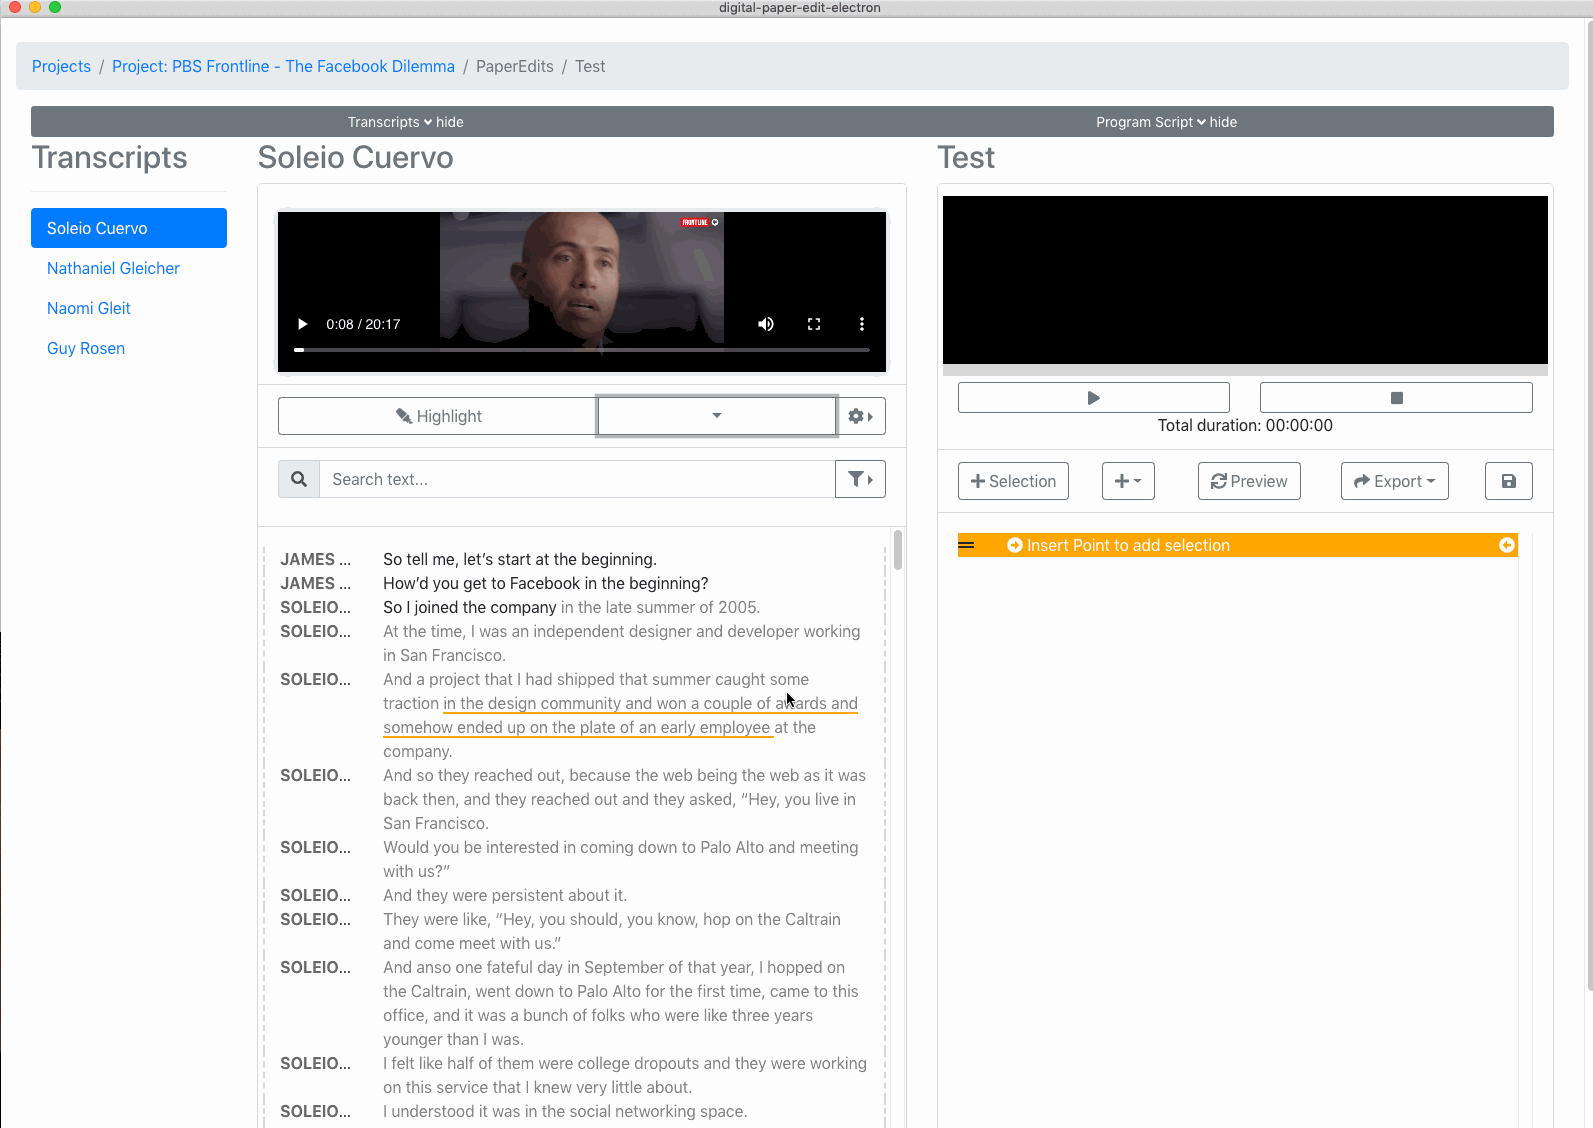 digital-paper-edit-electron
Projects / Project: PBS Frontline - The Facebook Dilemma / PaperEdits / Test
Transcripts hide
Program Script hide
Transcripts
Soleio Cuervo
Nathaniel Gleicher
Naomi Gleit
Guy Rosen
Soleio Cuervo
FRONTLINE
0:08 / 20:17
Highlight
Search text...
JAMES ... So tell me, let’s start at the beginning.
JAMES ... How’d you get to Facebook in the beginning?
SOLEIO... So I joined the company in the late summer of 2005.
SOLEIO... At the time, I was an independent designer and developer working
in San Francisco.
SOLEIO... And a project that I had shipped that summer caught some
traction in the design community and won a couple of awards and
somehow ended up on the plate of an early employee at the
company.
SOLEIO... And so they reached out, because the web being the web as it was
back then, and they reached out and they asked, “Hey, you live in
San Francisco.
SOLEIO... Would you be interested in coming down to Palo Alto and meeting
with us?”
SOLEIO... And they were persistent about it.
SOLEIO... They were like, “Hey, you should, you know, hop on the Caltrain
and come meet with us.”
SOLEIO... And anso one fateful day in September of that year, I hopped on
the Caltrain, went down to Palo Alto for the first time, came to this
office, and it was a bunch of folks who were like three years
younger than I was.
SOLEIO... I felt like half of them were college dropouts and they were working
on this service that I knew very little about.
SOLEIO... I understood it was in the social networking space.
Test
Total duration: 00:00:00
Selection
Preview
Export
Insert Point to add selection